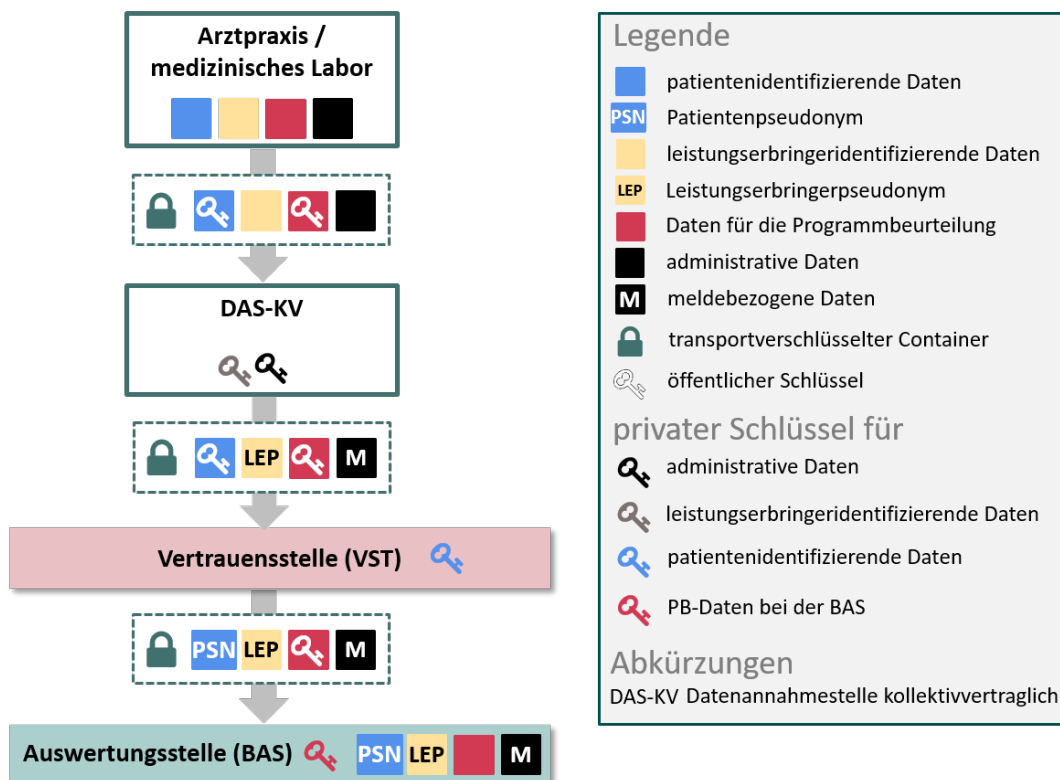 Arztpraxis /
medizinisches Labor
DAS-KV
LEP
M
Vertrauensstelle (VST)
PSN
LEP
M
Auswertungsstelle (BAS)
PSN
LEP
M
Legende
patientenidentifizierende Daten
PSN
Patientenpseudonym
leistungserbringeridentifizierende Daten
LEP
Leistungserbringerpseudonym
Daten für die Programmbeurteilung
administrative Daten
M
meldebezogene Daten
transportverschlüsselter Container
öffentlicher Schlüssel
privater Schlüssel für
administrative Daten
leistungserbringeridentifizierende Daten
patientenidentifizierende Daten
PB-Daten bei der BAS
Abkürzungen
DAS-KV Datenannahmestelle kollektivvertraglich